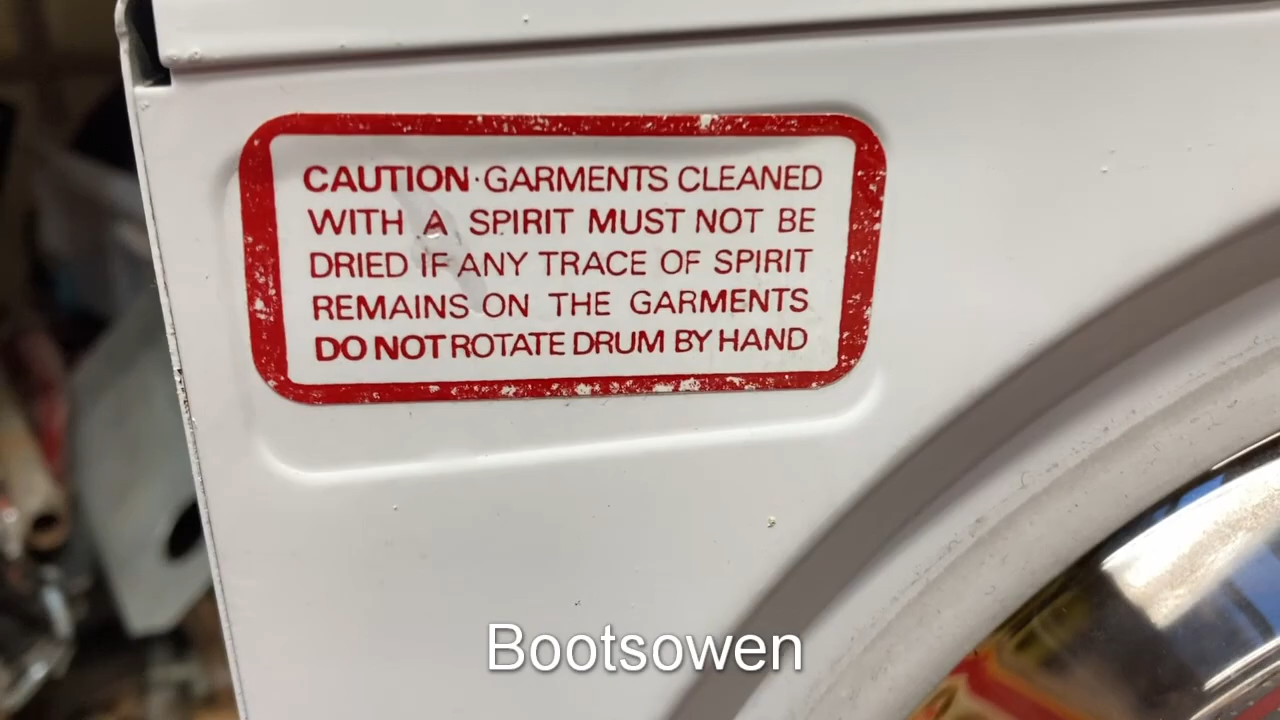 CAUTION·GARMENTS CLEANED
WITH A SPIRIT MUST NOT BE
DRIED IF ANY TRACE OF SPIRIT
REMAINS ON THE GARMENTS
DO NOT ROTATE DRUM BY HAND
Bootsowen